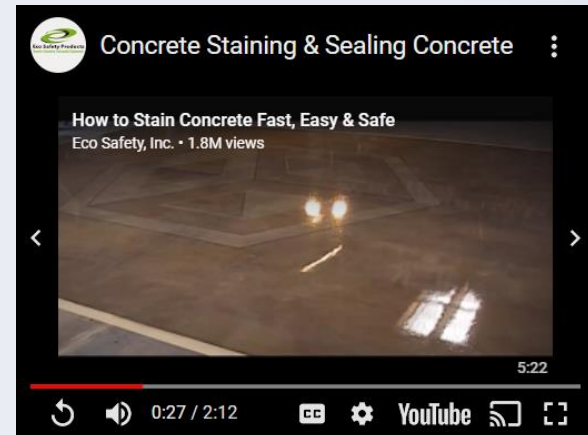 Eco Safety Products
Concrete Staining & Sealing Concrete
How to Stain Concrete Fast, Easy & Safe
Eco Safety, Inc. • 1.8M views
5:22
0:27 / 2:12
CC
YouTube